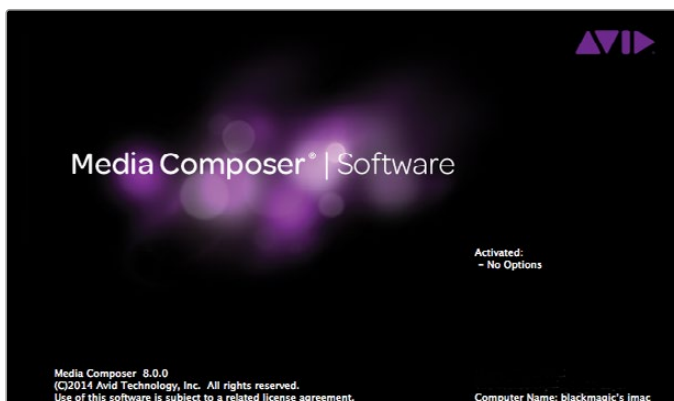 AVID
Media Composer® | Software
Activated:
- No Options
Media Composer 8.0.0
(C)2014 Avid Technology, Inc. All rights reserved.
Use of this software is subject to a related license agreement.
Computer Name: blackmagic's imac